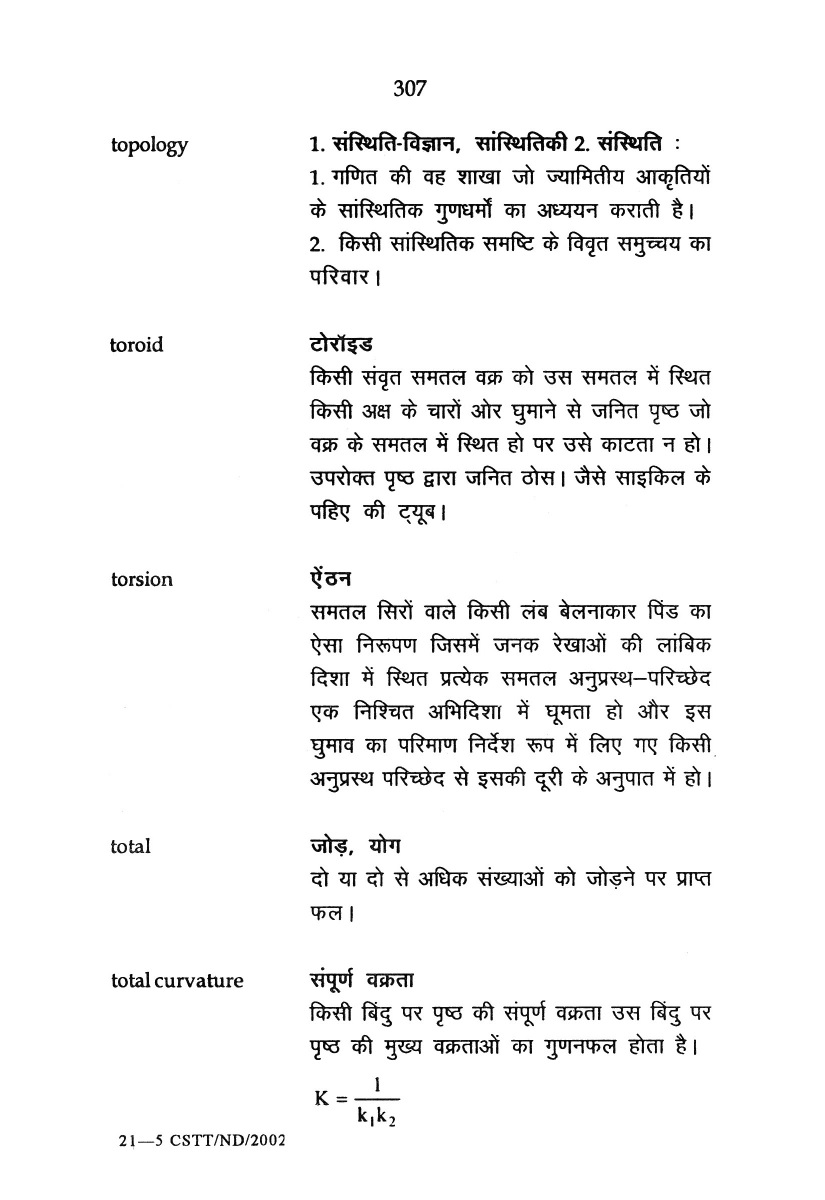 307
topology 1. संस्थिति-विज्ञान, सांस्थितिकी 2. संस्थिति :
1. गणित की वह शाखा जो ज्यामितीय आकृतियों
के सांस्थितिक गुणधर्मों का अध्ययन कराती है।
2. किसी सांस्थितिक समष्टि के विवृत समुच्चय का
परिवार।
toroid टोरॉइड
किसी संवृत समतल वक्र को उस समतल में स्थित
किसी अक्ष के चारों ओर घुमाने से जनित पृष्ठ जो
वक्र के समतल में स्थित हो पर उसे काटता न हो।
उपरोक्त पृष्ठ द्वारा जनित ठोस। जैसे साइकिल के
पहिए की ट्यूब।
torsion ऐंठन
समतल सिरों वाले किसी लंब बेलनाकार पिंड का
ऐसा निरूपण जिसमें जनक रेखाओं की लांबिक
दिशा में स्थित प्रत्येक समतल अनुप्रस्थ–परिच्छेद
एक निश्चित अभिदिशा में घूमता हो और इस
घुमाव का परिमाण निर्देश रूप में लिए गए किसी
अनुप्रस्थ परिच्छेद से इसकी दूरी के अनुपात में हो।
total जोड़, योग
दो या दो से अधिक संख्याओं को जोड़ने पर प्राप्त
फल।
total curvature संपूर्ण वक्रता
किसी बिंदु पर पृष्ठ की संपूर्ण वक्रता उस बिंदु पर
पृष्ठ की मुख्य वक्रताओं का गुणनफल होता है।
K = 1 / k₁k₂
21—5 CSTT/ND/2002